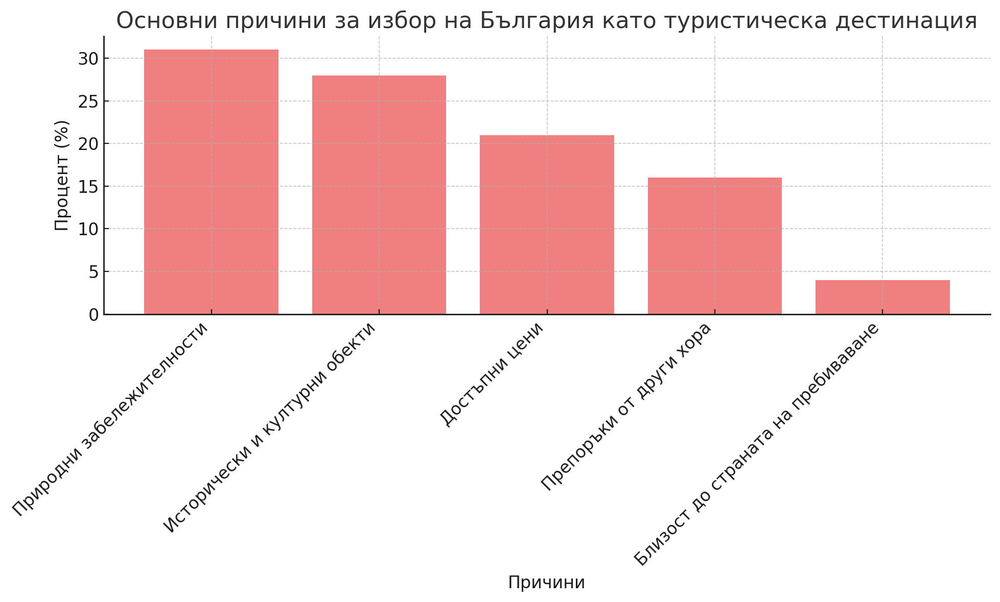 Основни причини за избор на България като туристическа дестинация
Процент (%)
30
25
20
15
10
5
0
Природни забележителности
Исторически и културни обекти
Достъпни цени
Препоръки от други хора
Близост до страната на пребиваване
Причини